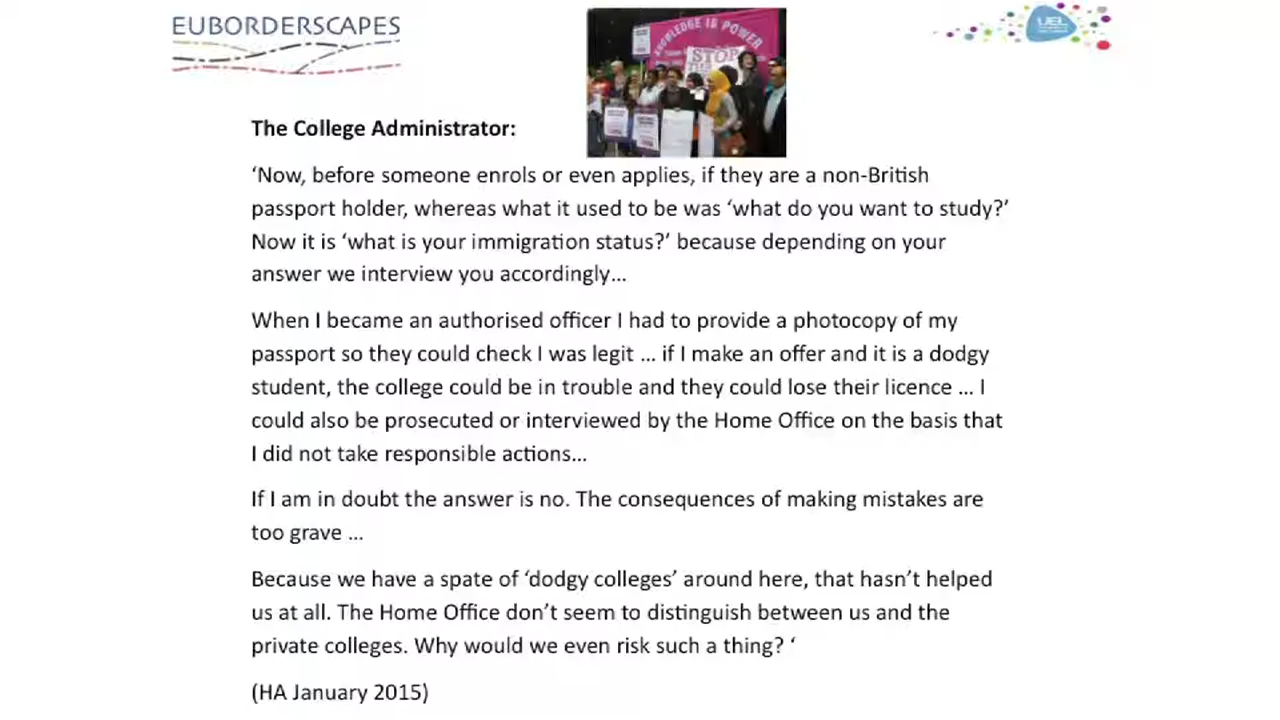 EUBORDERSCAPES
KNOWLEDGE IS POWER
STOP
UEL
The College Administrator:
‘Now, before someone enrols or even applies, if they are a non-British
passport holder, whereas what it used to be was ‘what do you want to study?’
Now it is ‘what is your immigration status?’ because depending on your
answer we interview you accordingly…
When I became an authorised officer I had to provide a photocopy of my
passport so they could check I was legit … if I make an offer and it is a dodgy
student, the college could be in trouble and they could lose their licence … I
could also be prosecuted or interviewed by the Home Office on the basis that
I did not take responsible actions…
If I am in doubt the answer is no. The consequences of making mistakes are
too grave …
Because we have a spate of ‘dodgy colleges’ around here, that hasn’t helped
us at all. The Home Office don’t seem to distinguish between us and the
private colleges. Why would we even risk such a thing? ‘
(HA January 2015)